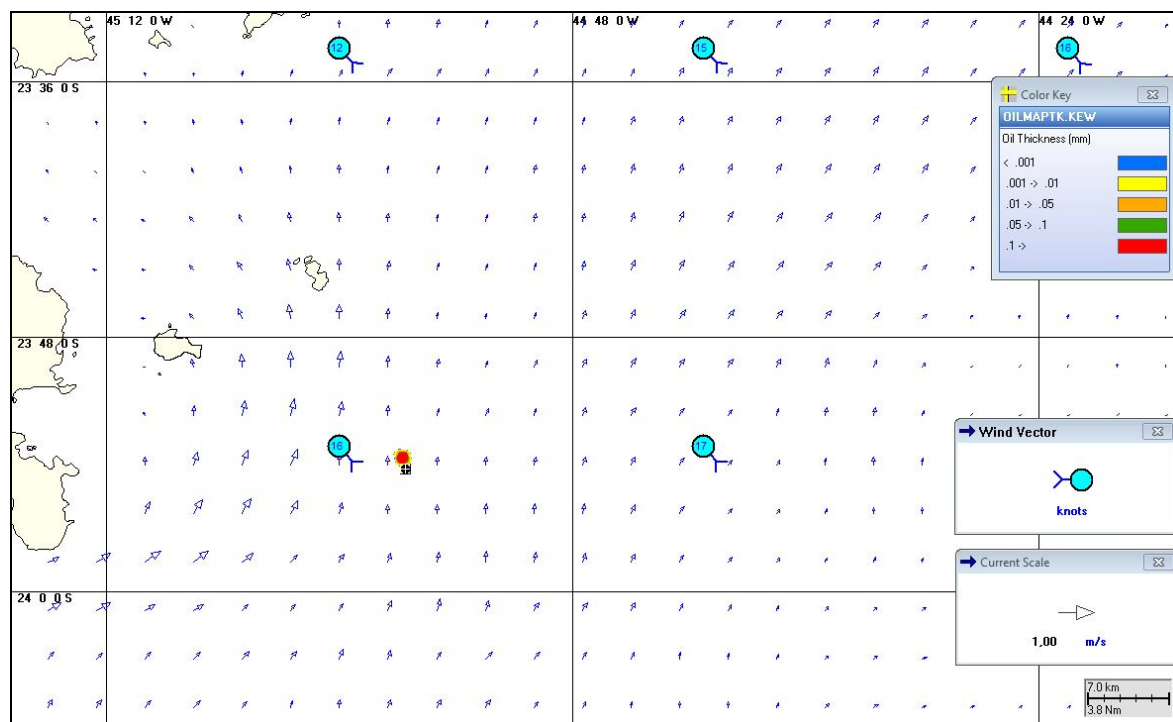 45 12 0 W
44 48 0 W
44 24 0 W
12
15
16
23 36 0 S
Color Key
OILMAPTK.KEW
Oil Thickness (mm)
< .001
.001 -> .01
.01 -> .05
.05 -> .1
.1 ->
23 48 0 S
16
17
Wind Vector
knots
Current Scale
1,00 m/s
24 0 0 S
7.0 km
3.8 Nm